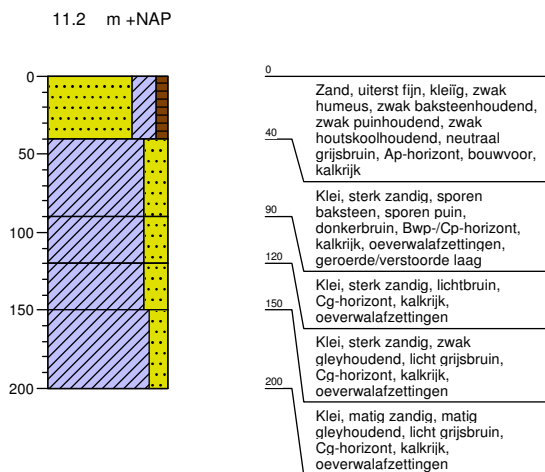 11.2 m +NAP
0
50
100
150
200
0
Zand, uiterst fijn, kleiïg, zwak
humeus, zwak baksteenhoudend,
zwak puinhoudend, zwak
houtskoolhoudend, neutraal
grijsbruin, Ap-horizont, bouwvoor,
kalkrijk
40
Klei, sterk zandig, sporen
baksteen, sporen puin,
donkerbruin, Bwp-/Cp-horizont,
kalkrijk, oeverwalafzettingen,
geroerde/verstoorde laag
90
Klei, sterk zandig, lichtbruin,
Cg-horizont, kalkrijk,
oeverwalafzettingen
120
Klei, sterk zandig, zwak
gleyhoudend, licht grijsbruin,
Cg-horizont, kalkrijk,
oeverwalafzettingen
150
Klei, matig zandig, matig
gleyhoudend, licht grijsbruin,
Cg-horizont, kalkrijk,
oeverwalafzettingen
200